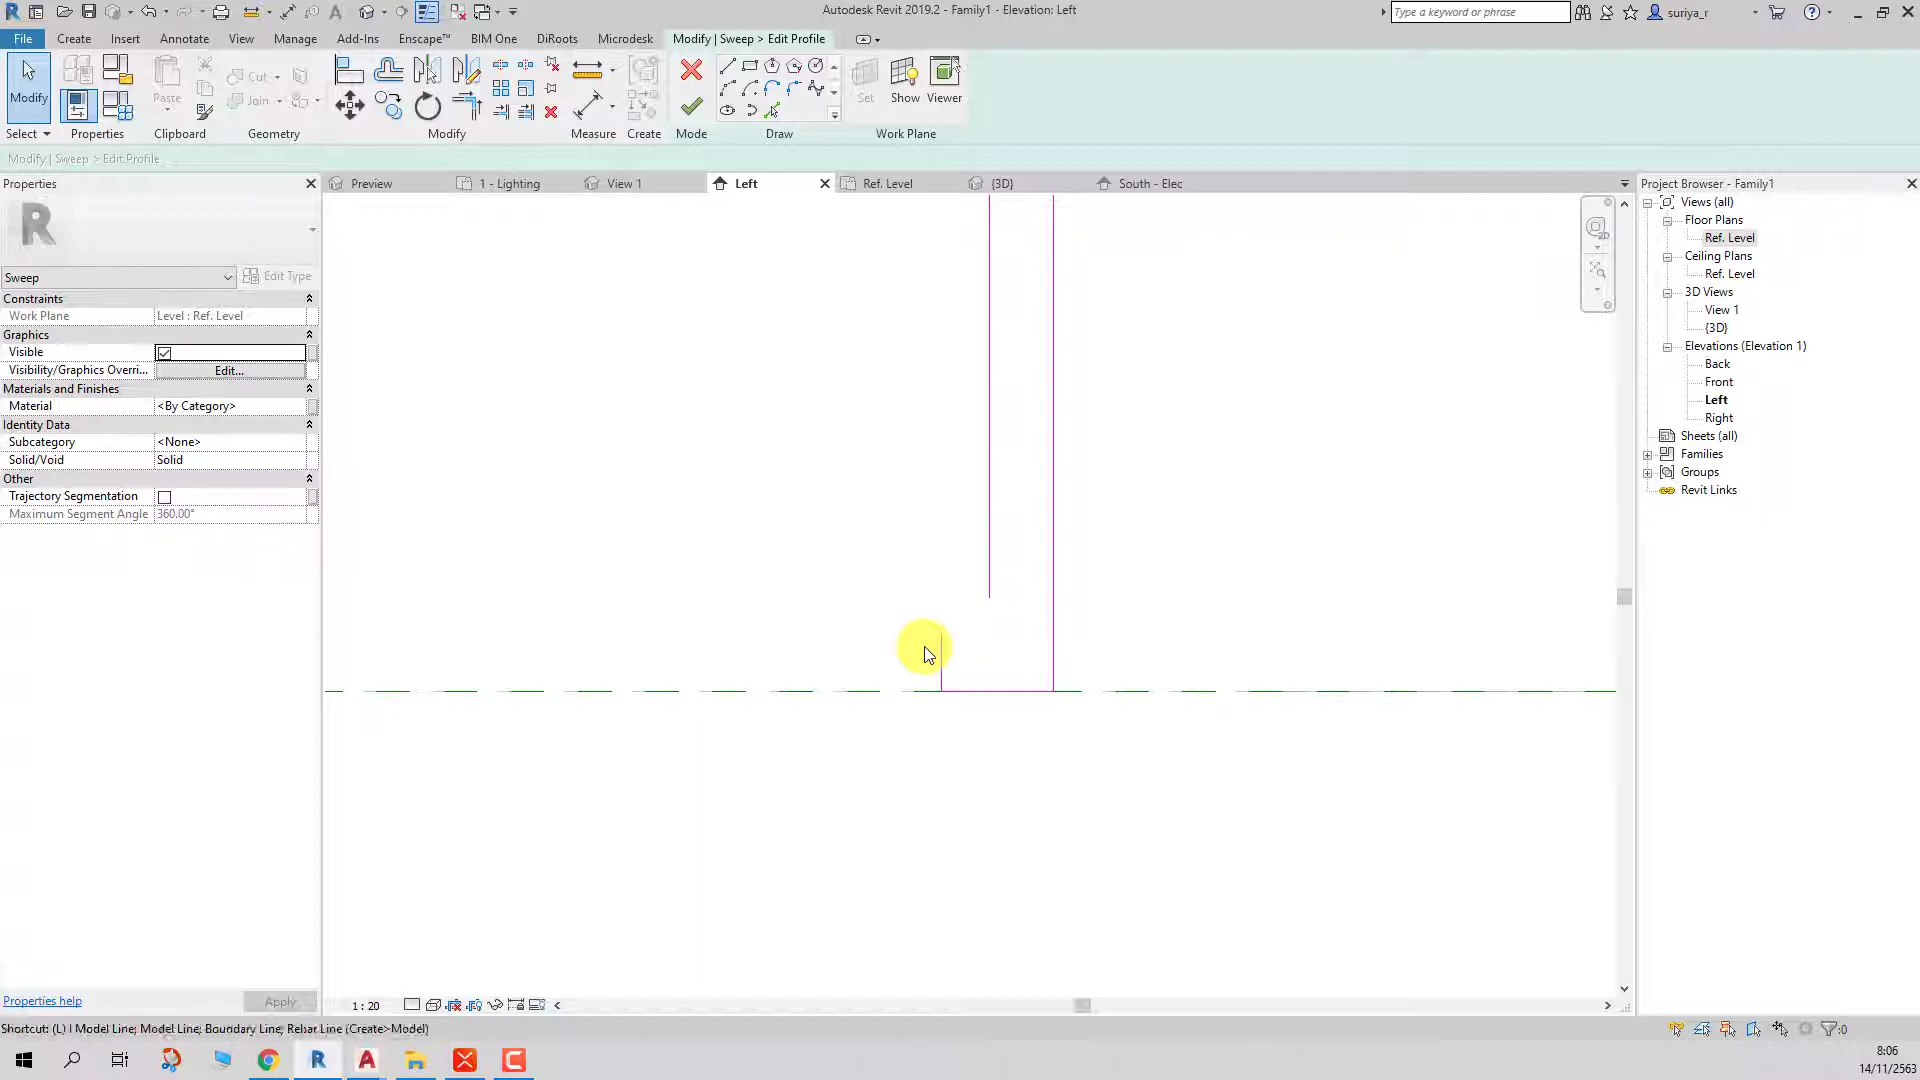 Autodesk Revit 2019.2 - Family1 - Elevation: Left
Type a keyword or phrase
suriya_r
File Create Insert Annotate View Manage Add-Ins Enscape™ BIM One DiRoots Microdesk Modify | Sweep > Edit Profile
Modify Paste Cut Join Set Show Viewer
Select Properties Clipboard Geometry Modify Measure Create Mode Draw Work Plane
Modify | Sweep > Edit Profile
Properties
Preview 1 - Lighting View 1 Left Ref. Level {3D} South - Elec
Project Browser - Family1
Sweep Edit Type
Constraints
Work Plane Level : Ref. Level
Graphics
Visible
Visibility/Graphics Overri... Edit...
Materials and Finishes
Material <By Category>
Identity Data
Subcategory <None>
Solid/Void Solid
Other
Trajectory Segmentation
Maximum Segment Angle 360.00°
Views (all)
Floor Plans
Ref. Level
Ceiling Plans
Ref. Level
3D Views
View 1
{3D}
Elevations (Elevation 1)
Back
Front
Left
Right
Sheets (all)
Families
Groups
Revit Links
Properties help Apply
1 : 20
Shortcut: (L) | Model Line; Model Line; Boundary Line, Rebar Line (Create>Model)
:0
8:06
14/11/2563